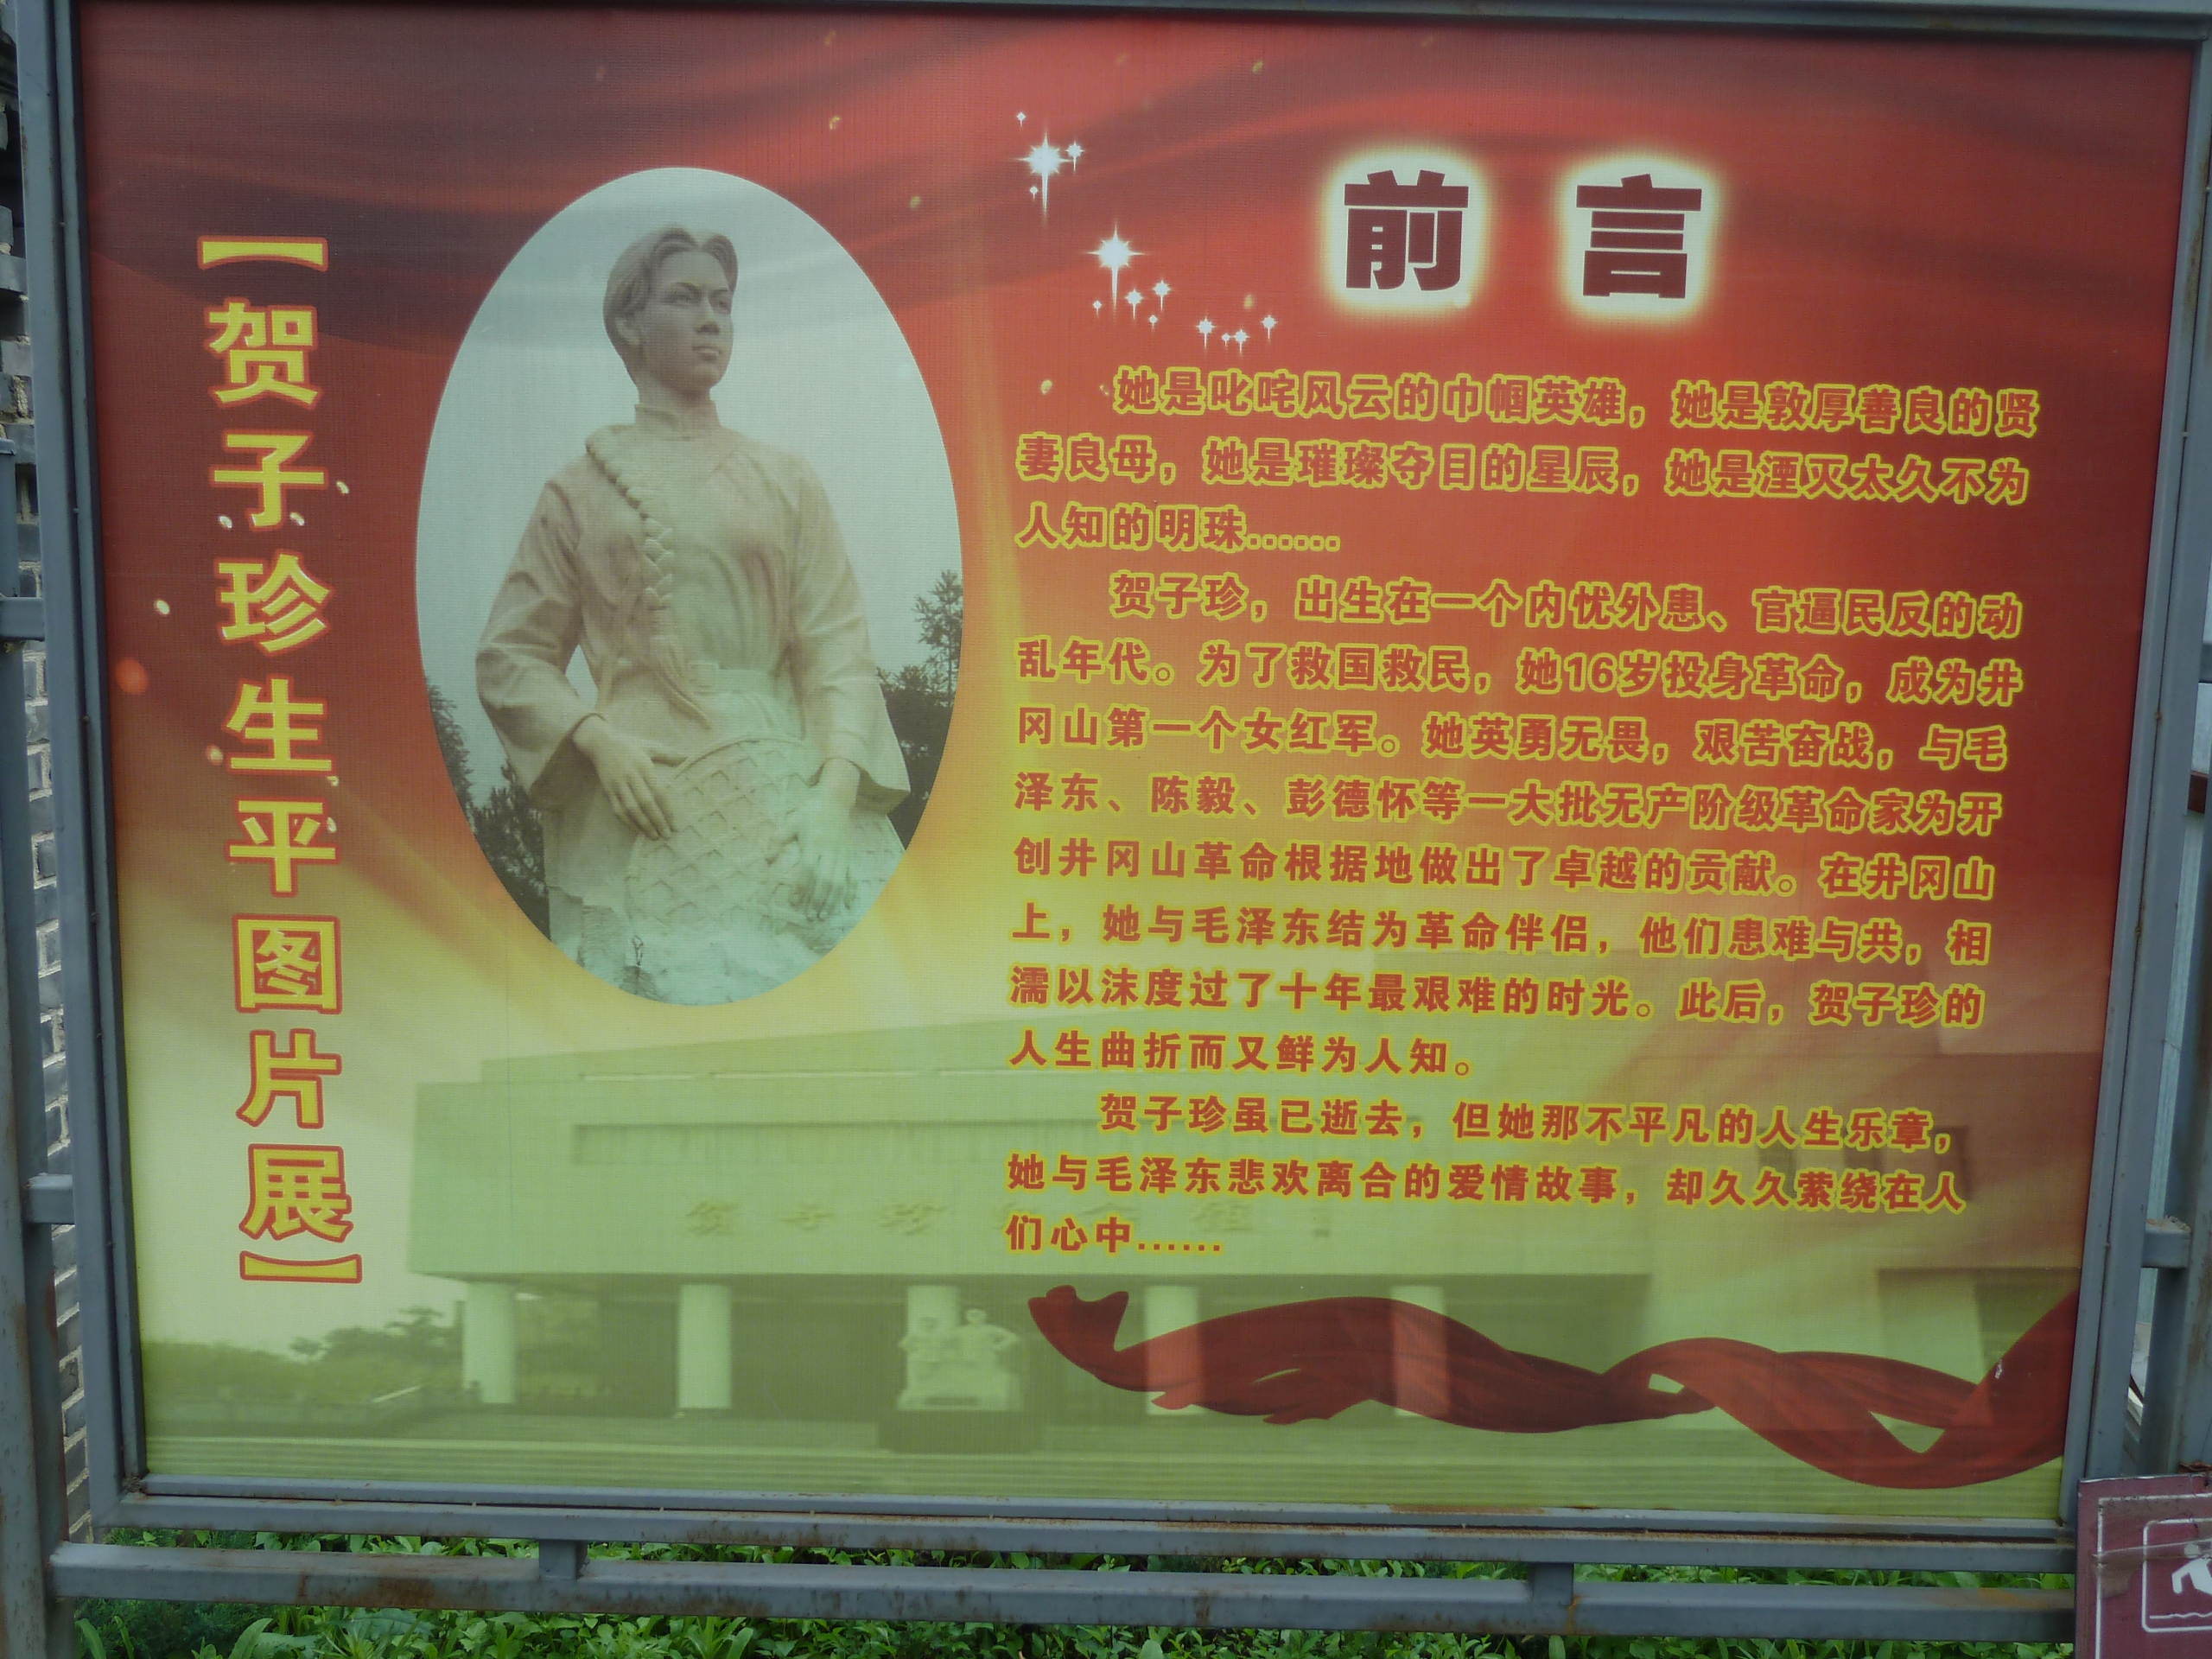 【贺子珍生平图片展】
前言
她是叱咤风云的巾帼英雄，她是敦厚善良的贤
妻良母，她是璀璨夺目的星辰，她是湮灭太久不为
人知的明珠......
贺子珍，出生在一个内忧外患、官逼民反的动
乱年代。为了救国救民，她16岁投身革命，成为井
冈山第一个女红军。她英勇无畏，艰苦奋战，与毛
泽东、陈毅、彭德怀等一大批无产阶级革命家为开
创井冈山革命根据地做出了卓越的贡献。在井冈山
上，她与毛泽东结为革命伴侣，他们患难与共，相
濡以沫度过了十年最艰难的时光。此后，贺子珍的
人生曲折而又鲜为人知。
贺子珍虽已逝去，但她那不平凡的人生乐章，
她与毛泽东悲欢离合的爱情故事，却久久萦绕在人
们心中......
贺子珍